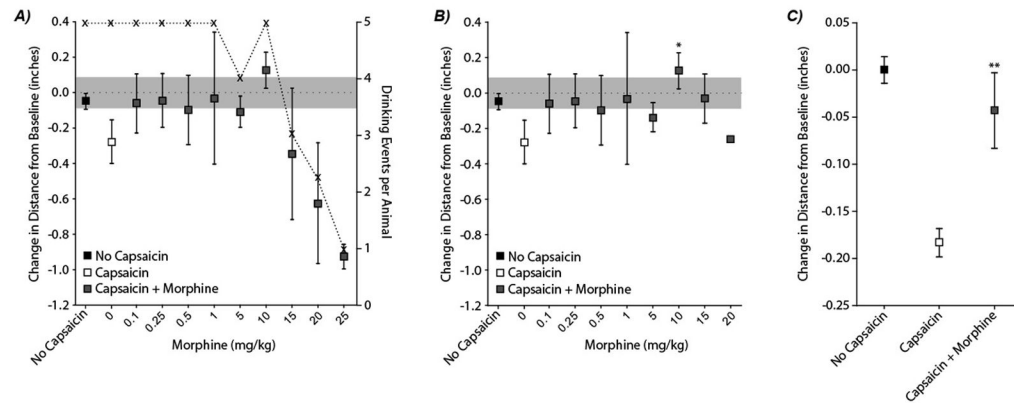 A)
Change in Distance from Baseline (inches)
0.4
0.2
0.0
-0.2
-0.4
-0.6
-0.8
-1.0
-1.2
x x x x x x x x x x x
5
4
3
2
1
0
Drinking Events per Animal
No Capsaicin
Capsaicin
Capsaicin + Morphine
No Capsaicin 0 0.1 0.25 0.5 1 5 10 15 20 25
Morphine (mg/kg)
B)
Change in Distance from Baseline (inches)
0.4
0.2
0.0
-0.2
-0.4
-0.6
-0.8
-1.0
-1.2
*
No Capsaicin
Capsaicin
Capsaicin + Morphine
No Capsaicin 0 0.1 0.25 0.5 1 5 10 15 20
Morphine (mg/kg)
C)
Change in Distance from Baseline (inches)
0.05
0.00
-0.05
-0.10
-0.15
-0.20
-0.25
**
No Capsaicin
Capsaicin
Capsaicin + Morphine